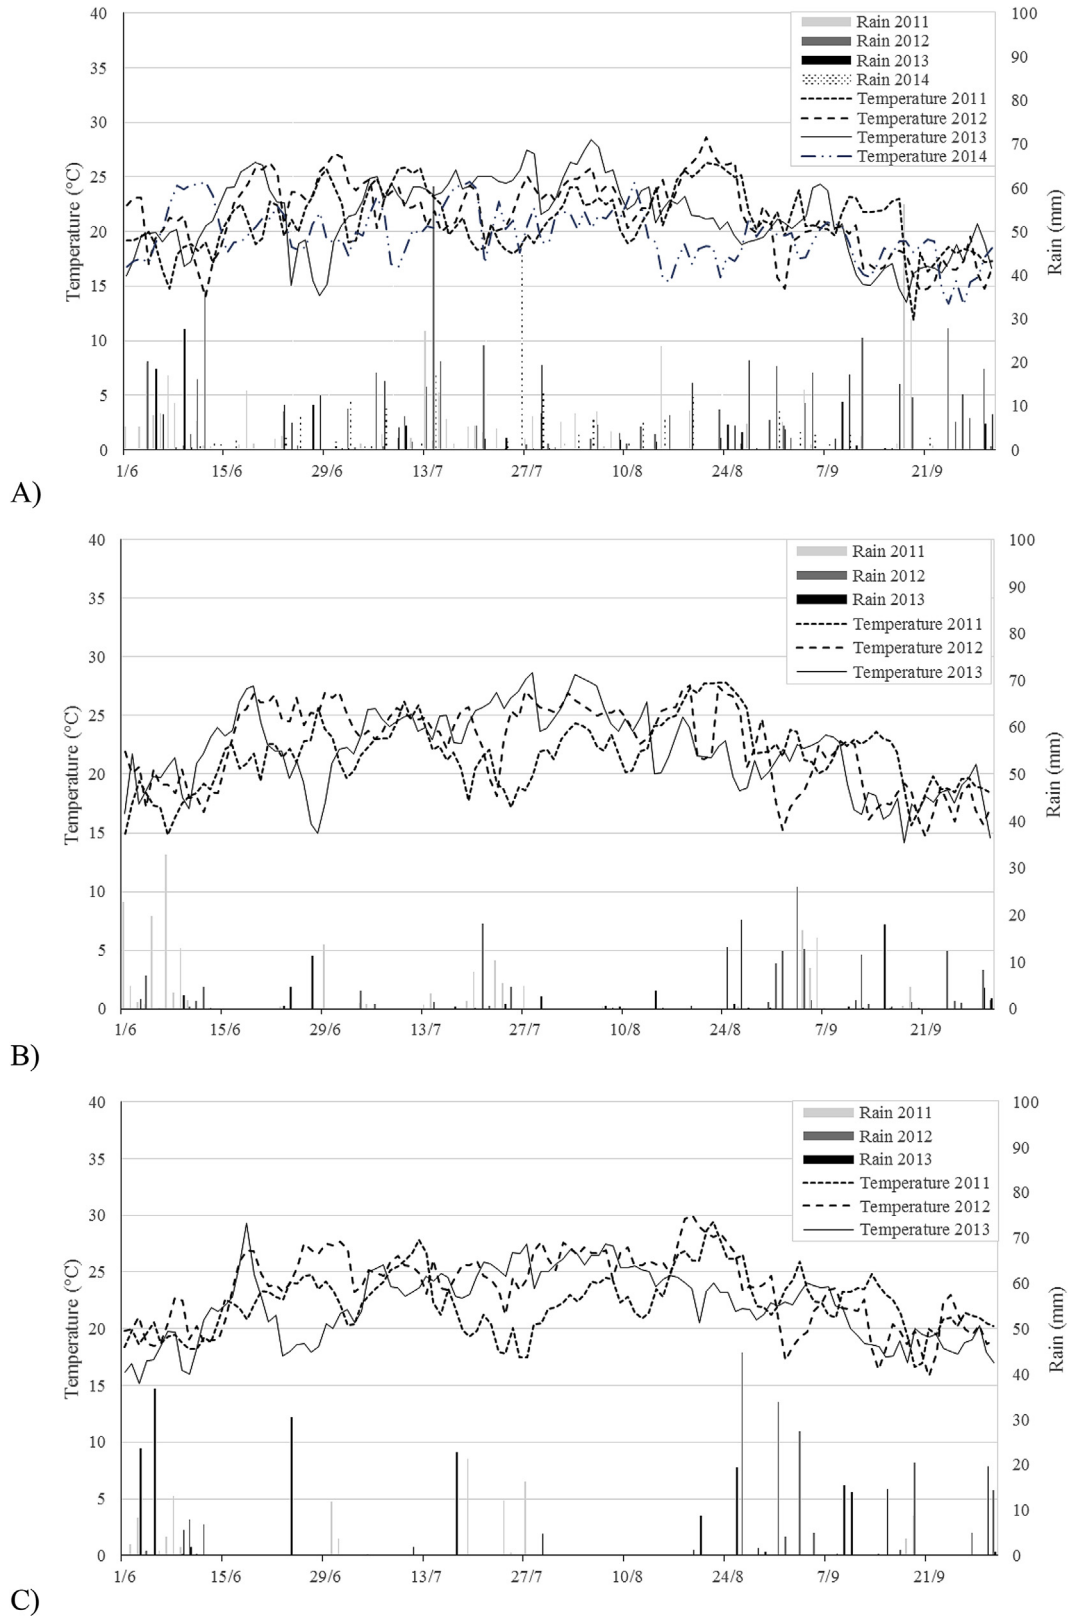 40
35
30
25
20
15
10
5
0
Temperature (°C)
100
90
80
70
60
50
40
30
20
10
0
Rain (mm)
Rain 2011
Rain 2012
Rain 2013
Rain 2014
Temperature 2011
Temperature 2012
Temperature 2013
Temperature 2014
1/6 15/6 29/6 13/7 27/7 10/8 24/8 7/9 21/9
A)
40
35
30
25
20
15
10
5
0
Temperature (°C)
100
90
80
70
60
50
40
30
20
10
0
Rain (mm)
Rain 2011
Rain 2012
Rain 2013
Temperature 2011
Temperature 2012
Temperature 2013
1/6 15/6 29/6 13/7 27/7 10/8 24/8 7/9 21/9
B)
40
35
30
25
20
15
10
5
0
Temperature (°C)
100
90
80
70
60
50
40
30
20
10
0
Rain (mm)
Rain 2011
Rain 2012
Rain 2013
Temperature 2011
Temperature 2012
Temperature 2013
1/6 15/6 29/6 13/7 27/7 10/8 24/8 7/9 21/9
C)